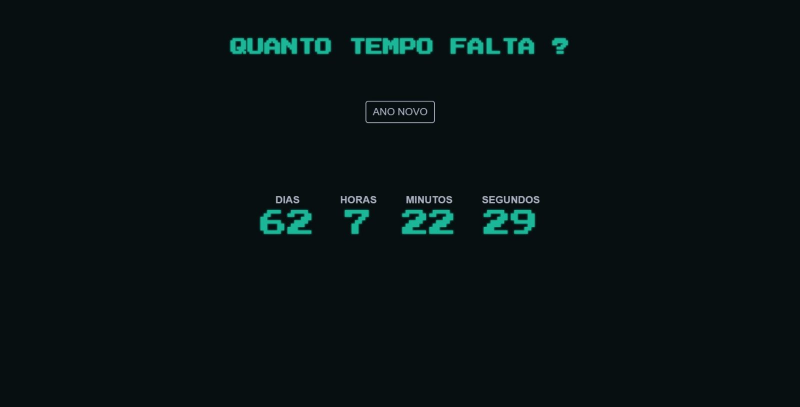 QUANTO TEMPO FALTA ?
ANO NOVO
DIAS HORAS MINUTOS SEGUNDOS
62 7 22 29